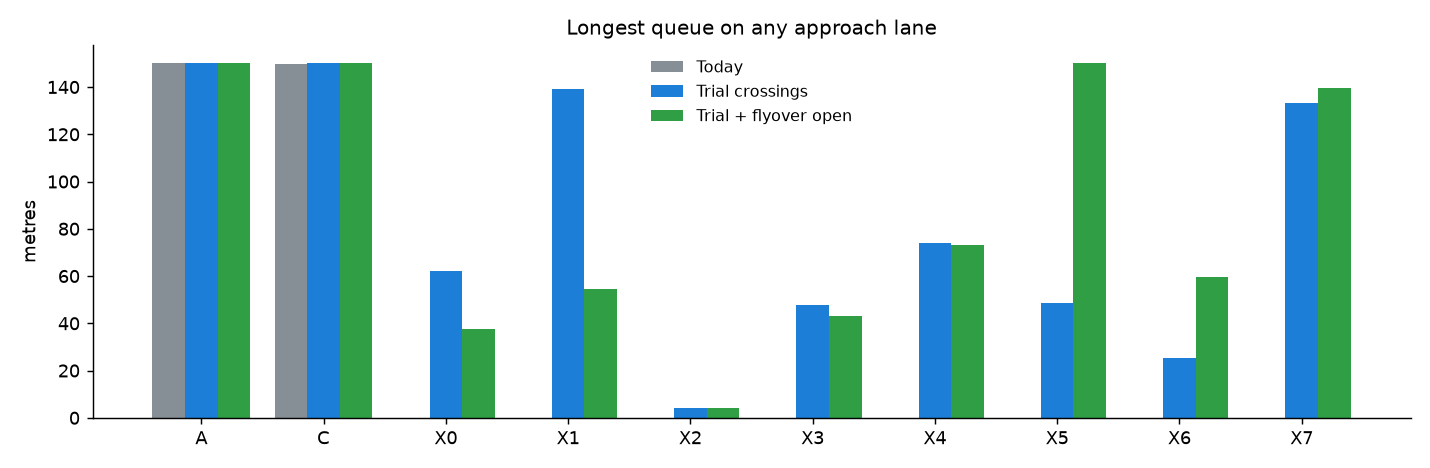 Longest queue on any approach lane
Today
Trial crossings
Trial + flyover open
metres
140
120
100
80
60
40
20
0
A C X0 X1 X2 X3 X4 X5 X6 X7